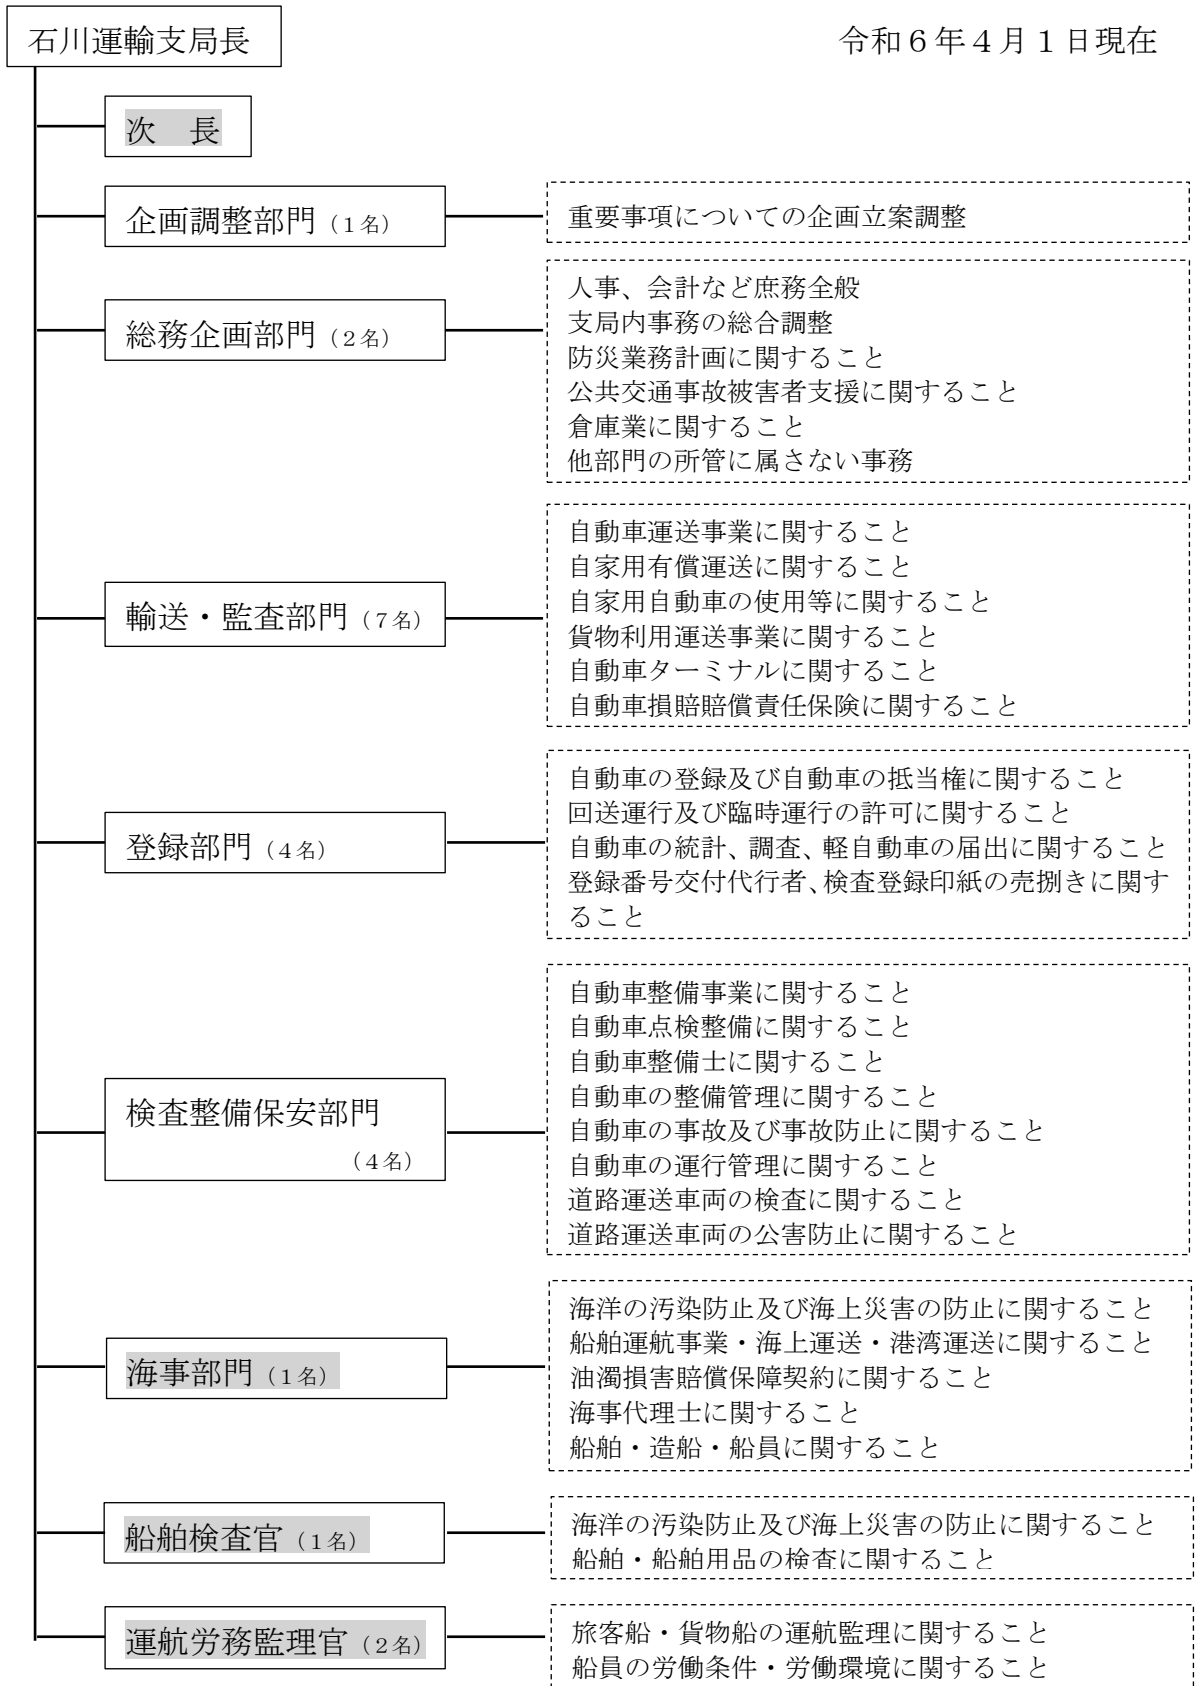 石川運輸支局長
令和６年４月１日現在
次　長
企画調整部門（１名）
重要事項についての企画立案調整
総務企画部門（２名）
人事、会計など庶務全般
支局内事務の総合調整
防災業務計画に関すること
公共交通事故被害者支援に関すること
倉庫業に関すること
他部門の所管に属さない事務
輸送・監査部門（７名）
自動車運送事業に関すること
自家用有償運送に関すること
自家用自動車の使用等に関すること
貨物利用運送事業に関すること
自動車ターミナルに関すること
自動車損賠賠償責任保険に関すること
登録部門（４名）
自動車の登録及び自動車の抵当権に関すること
回送運行及び臨時運行の許可に関すること
自動車の統計、調査、軽自動車の届出に関すること
登録番号交付代行者、検査登録印紙の売捌きに関す
ること
検査整備保安部門
（４名）
自動車整備事業に関すること
自動車点検整備に関すること
自動車整備士に関すること
自動車の整備管理に関すること
自動車の事故及び事故防止に関すること
自動車の運行管理に関すること
道路運送車両の検査に関すること
道路運送車両の公害防止に関すること
海事部門（１名）
海洋の汚染防止及び海上災害の防止に関すること
船舶運航事業・海上運送・港湾運送に関すること
油濁損害賠償保障契約に関すること
海事代理士に関すること
船舶・造船・船員に関すること
船舶検査官（１名）
海洋の汚染防止及び海上災害の防止に関すること
船舶・船舶用品の検査に関すること
運航労務監理官（２名）
旅客船・貨物船の運航監理に関すること
船員の労働条件・労働環境に関すること